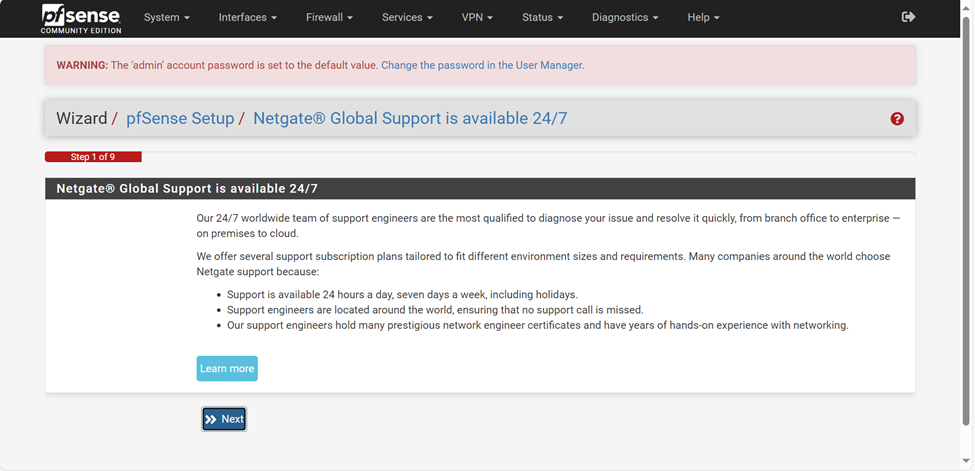 pfsense
COMMUNITY EDITION
System
Interfaces
Firewall
Services
VPN
Status
Diagnostics
Help
WARNING: The 'admin' account password is set to the default value. Change the password in the User Manager.
Wizard / pfSense Setup / Netgate® Global Support is available 24/7
Step 1 of 9
Netgate® Global Support is available 24/7
Our 24/7 worldwide team of support engineers are the most qualified to diagnose your issue and resolve it quickly, from branch office to enterprise —
on premises to cloud.
We offer several support subscription plans tailored to fit different environment sizes and requirements. Many companies around the world choose
Netgate support because:
• Support is available 24 hours a day, seven days a week, including holidays.
• Support engineers are located around the world, ensuring that no support call is missed.
• Our support engineers hold many prestigious network engineer certificates and have years of hands-on experience with networking.
Learn more
Next